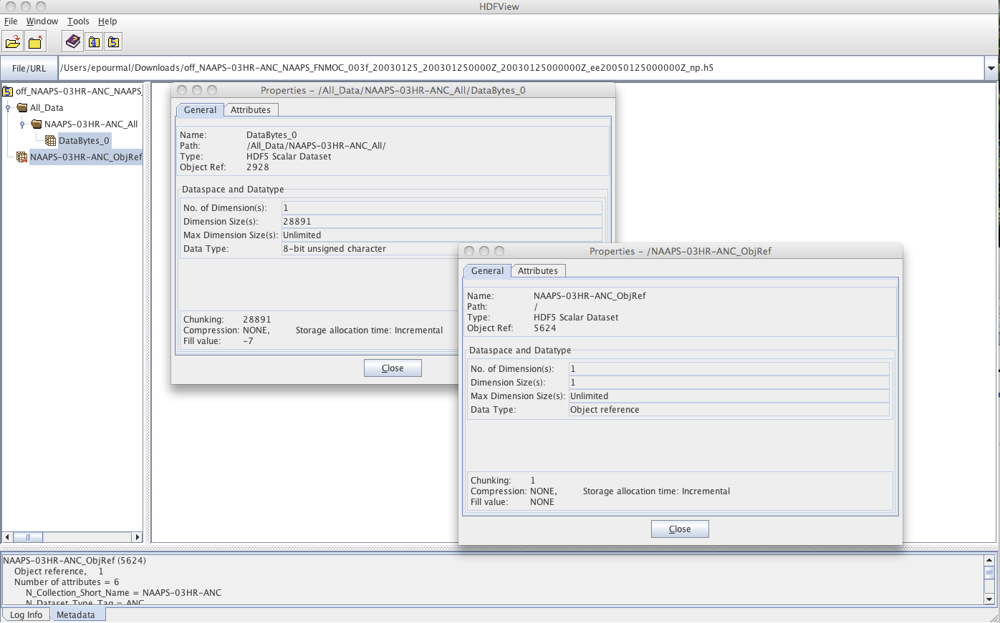 HDFView
File Window Tools Help
4 5
File/URL /Users/epourmal/Downloads/off_NAAPS-03HR-ANC_NAAPS_FNMOC_003f_20030125_200301250000Z_20030125000000Z_ee20050125000000Z_np.h5
5 off_NAAPS-03HR-ANC_NAAPS_
All_Data
NAAPS-03HR-ANC_All
DataBytes_0
NAAPS-03HR-ANC_ObjRef
Properties - /All_Data/NAAPS-03HR-ANC_All/DataBytes_0
General Attributes
Name: DataBytes_0
Path: /All_Data/NAAPS-03HR-ANC_All/
Type: HDF5 Scalar Dataset
Object Ref: 2928
Dataspace and Datatype
No. of Dimension(s): 1
Dimension Size(s): 28891
Max Dimension Size(s): Unlimited
Data Type: 8-bit unsigned character
Chunking: 28891
Compression: NONE, Storage allocation time: Incremental
Fill value: -7
Close
Properties - /NAAPS-03HR-ANC_ObjRef
General Attributes
Name: NAAPS-03HR-ANC_ObjRef
Path: /
Type: HDF5 Scalar Dataset
Object Ref: 5624
Dataspace and Datatype
No. of Dimension(s): 1
Dimension Size(s): 1
Max Dimension Size(s): Unlimited
Data Type: Object reference
Chunking: 1
Compression: NONE, Storage allocation time: Incremental
Fill value: NONE
Close
NAAPS-03HR-ANC_ObjRef (5624)
Object reference, 1
Number of attributes = 6
N_Collection_Short_Name = NAAPS-03HR-ANC
N_Dataset_Type_Tag = ANC
Log Info Metadata